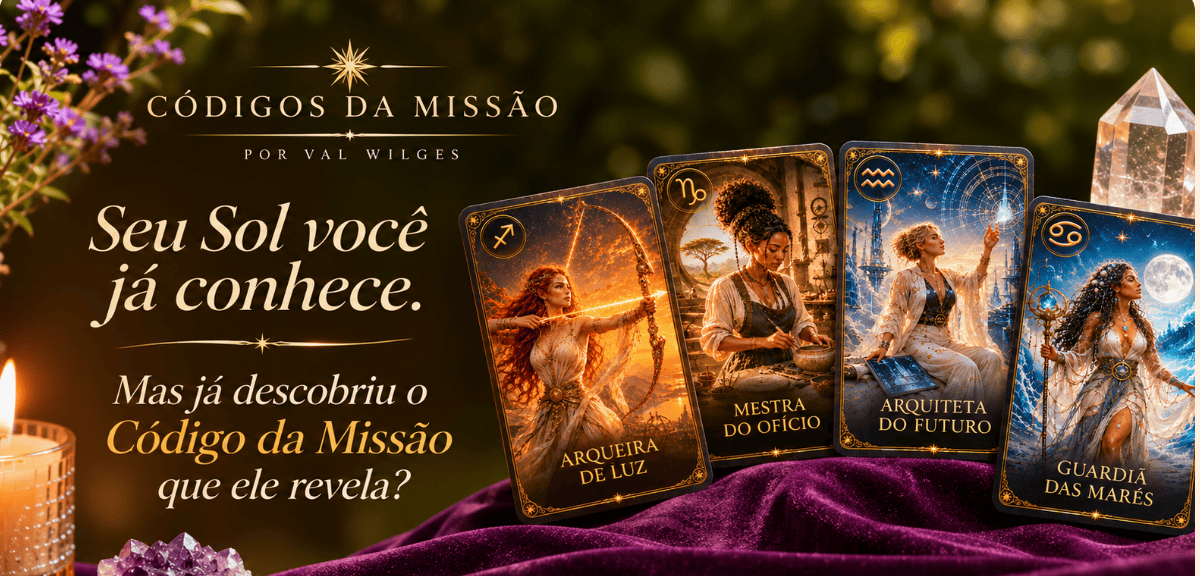 CÓDIGOS DA MISSÃO
POR VAL WILGES
Seu Sol você
já conhece.
Mas já descobriu o
Código da Missão
que ele revela?
ARQUEIRA
DE LUZ
MESTRA
DO OFÍCIO
ARQUITETA
DO FUTURO
GUARDIÃ
DAS MARÉS